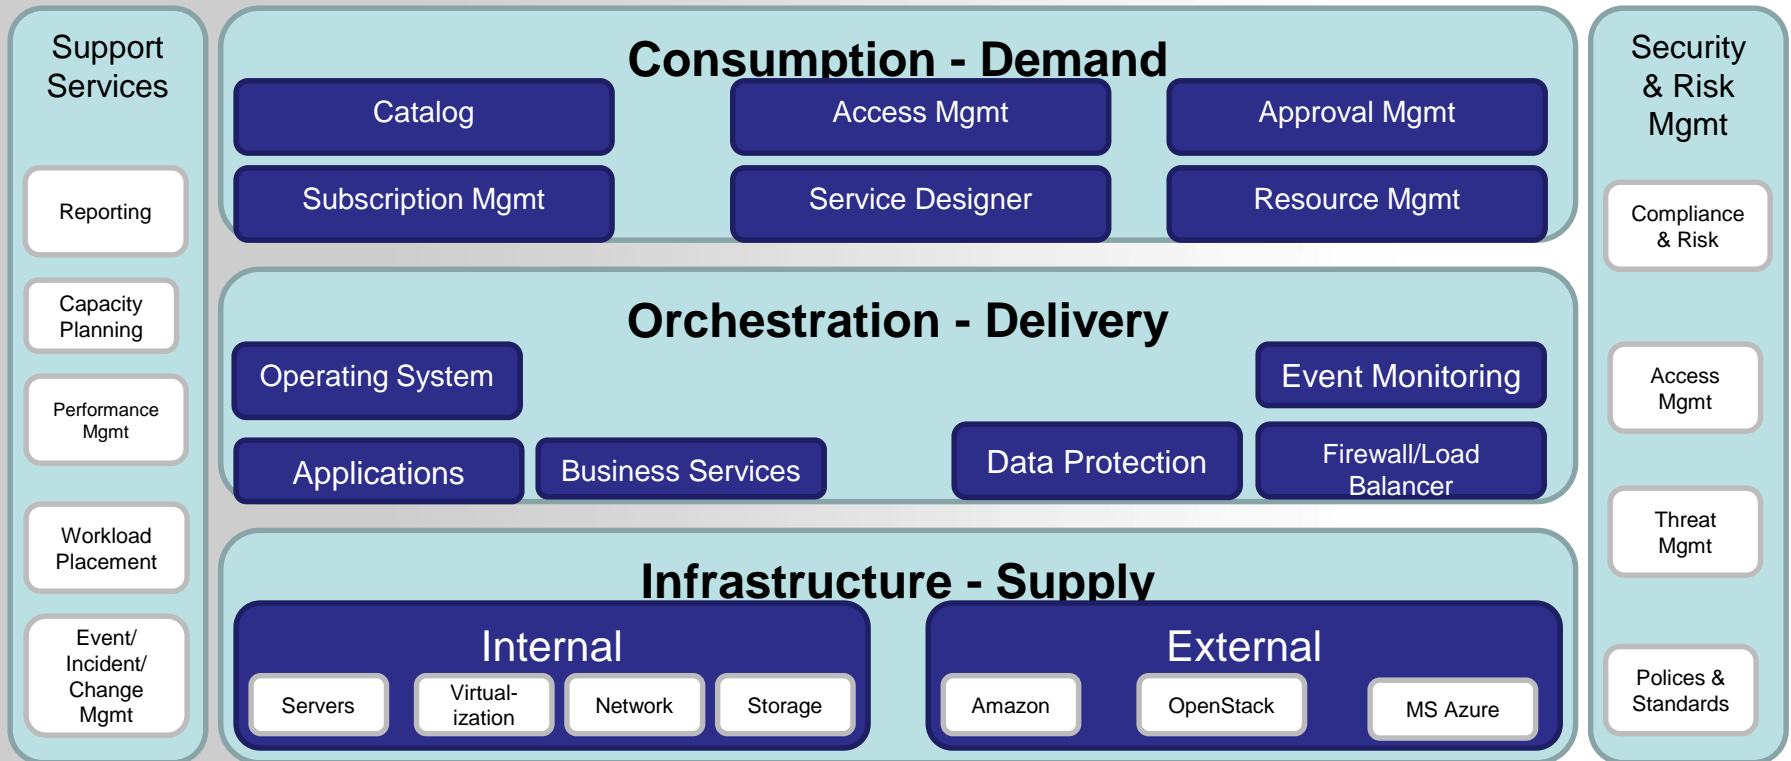 Support
Services
Reporting
Capacity
Planning
Performance
Mgmt
Workload
Placement
Event/
Incident/
Change
Mgmt
Consumption - Demand
Catalog
Access Mgmt
Approval Mgmt
Subscription Mgmt
Service Designer
Resource Mgmt
Orchestration - Delivery
Operating System
Event Monitoring
Applications
Business Services
Data Protection
Firewall/Load
Balancer
Infrastructure - Supply
Internal
Servers
Virtual-
ization
Network
Storage
External
Amazon
OpenStack
MS Azure
Security
& Risk
Mgmt
Compliance
& Risk
Access
Mgmt
Threat
Mgmt
Polices &
Standards